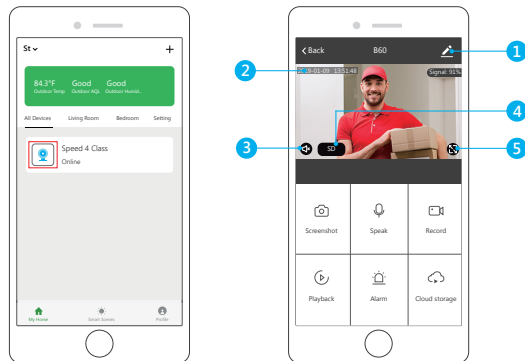 St
+
84.3°F Good Good
Outdoor Temp Outdoor AQI, Outdoor Humidi...
All Devices Living Room Bedroom Setting
Speed 4 Class
Online
My Home Smart Scenes Profile
Back B60
1
2
2019-01-09 13:51:48 Signal: 91%
3
SD
4
5
Screenshot Speak Record
Playback Alarm Cloud storage